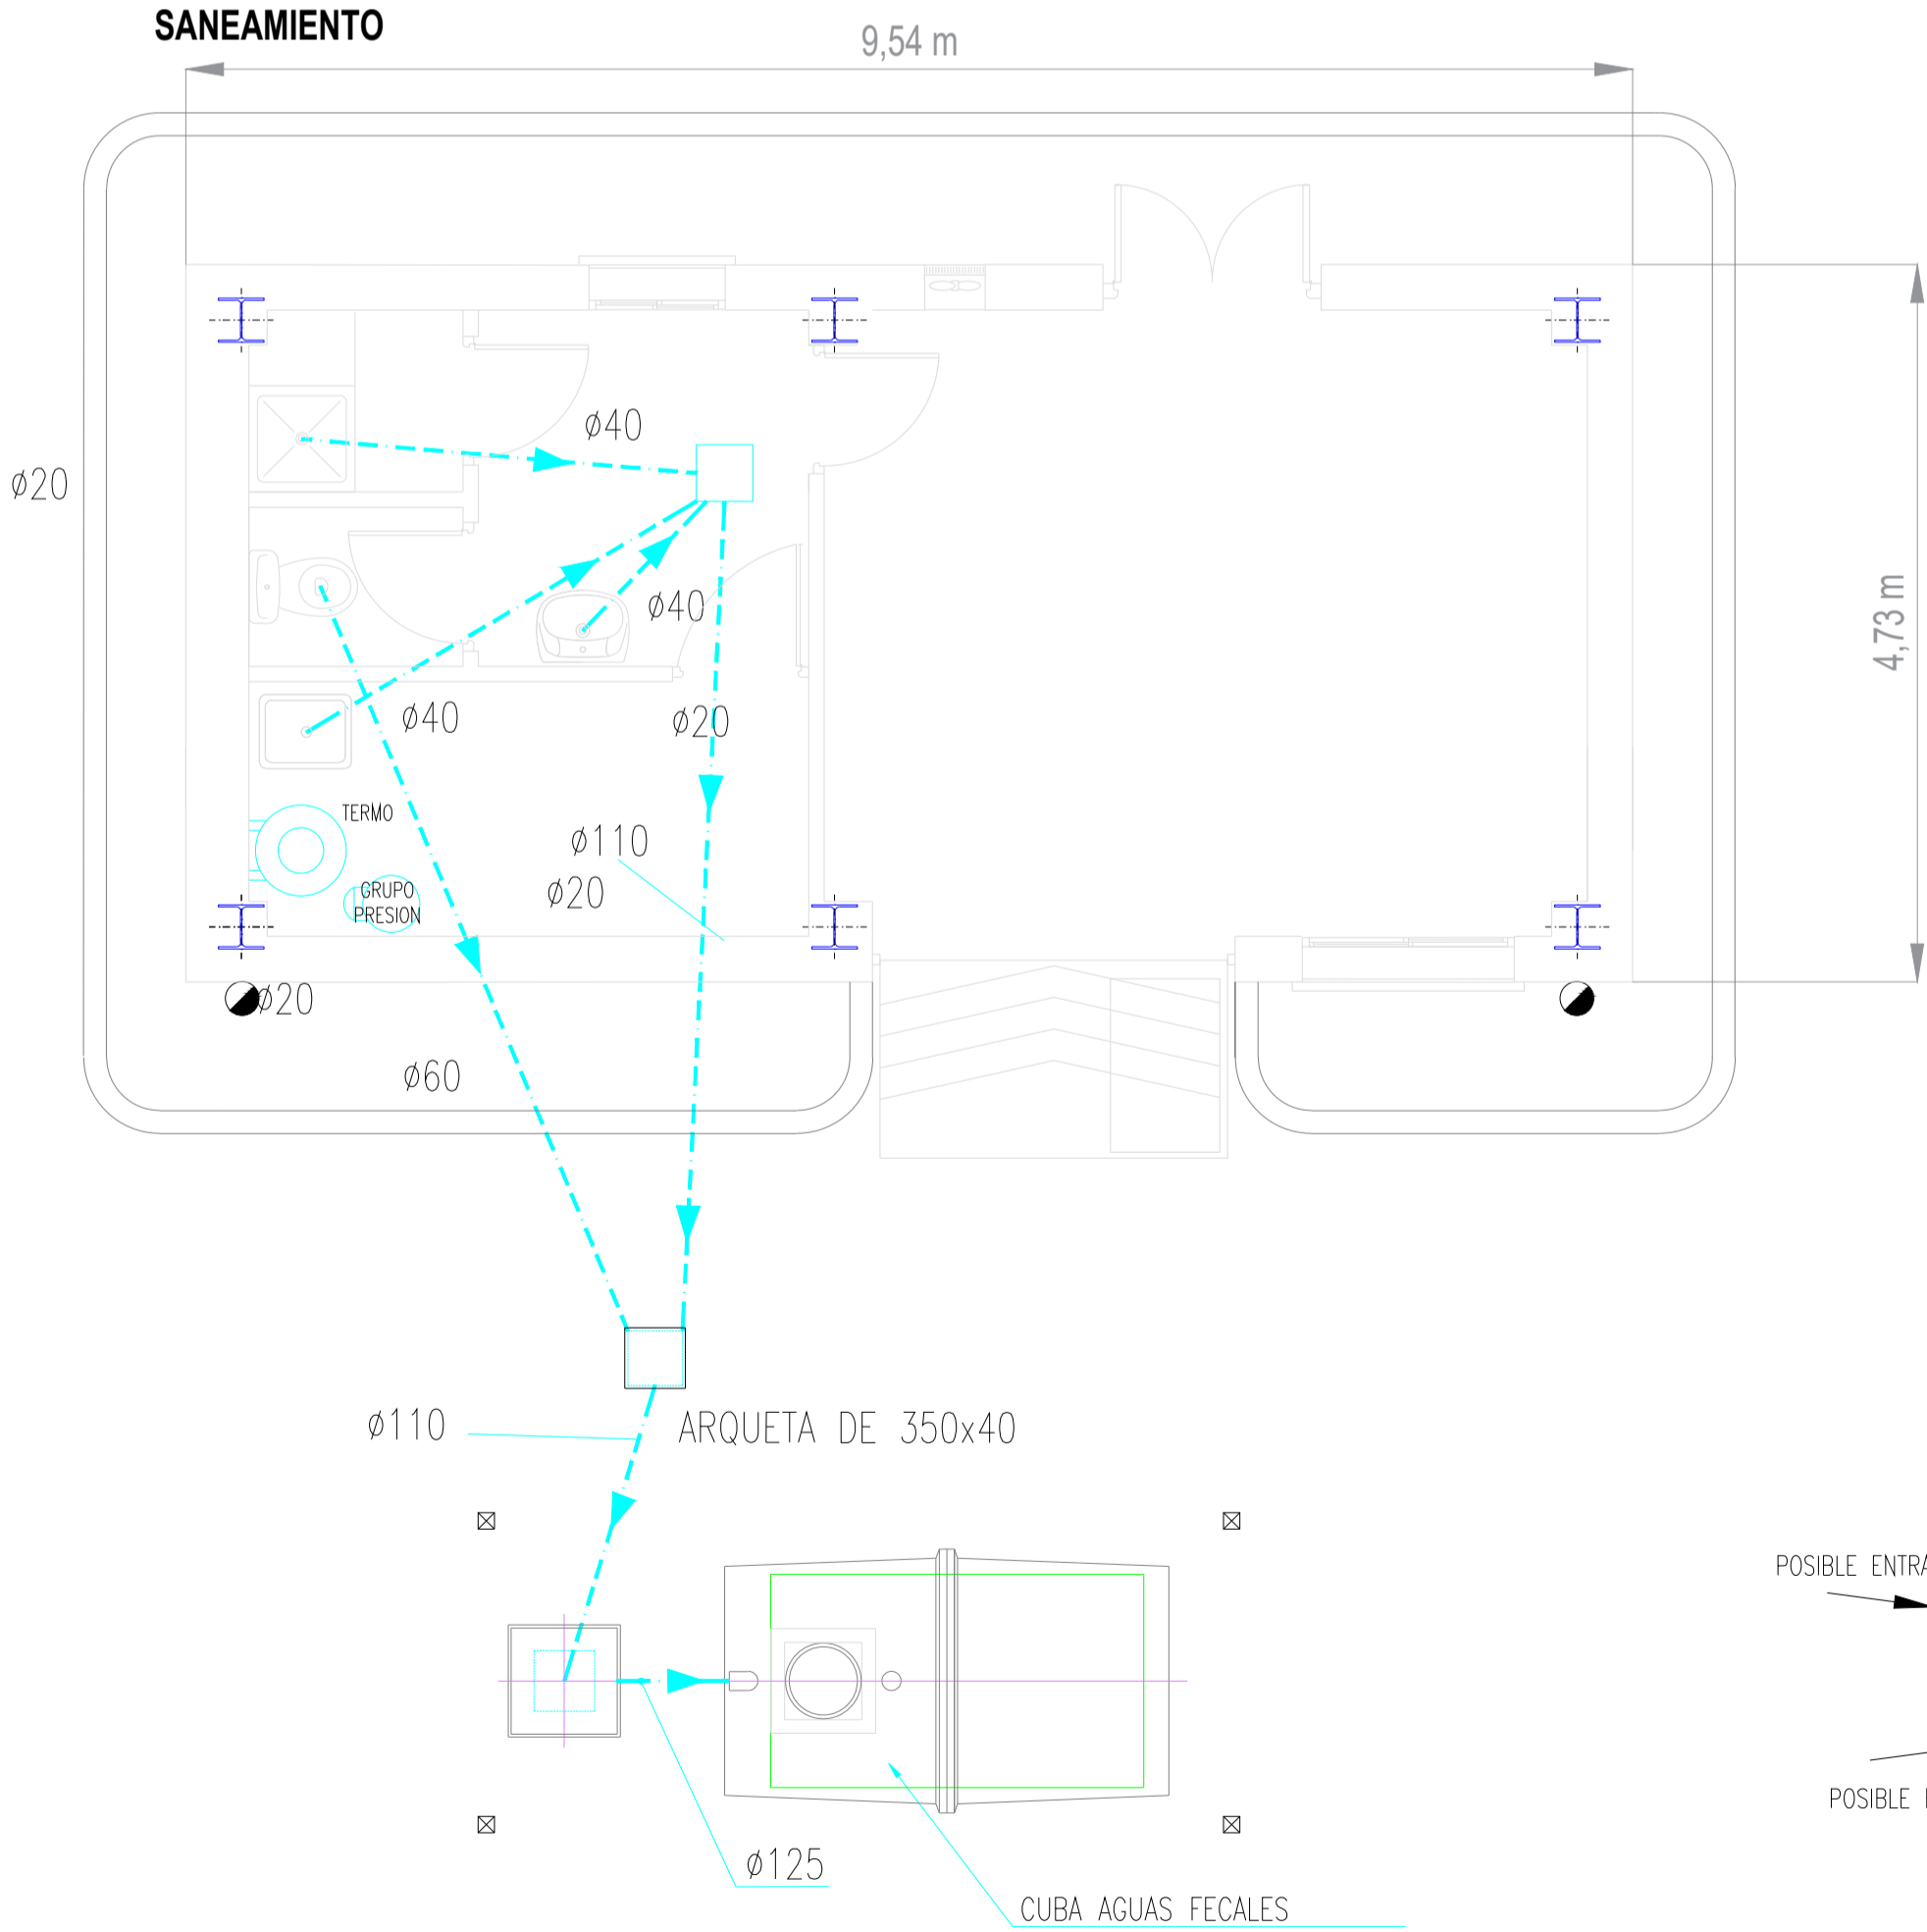 SANEAMIENTO
9,54 m
ø40
ø20
ø40
4,73 m
ø40
ø20
TERMO
ø110
GRUPO
PRESION
ø20
ø20
ø60
ø110
ARQUETA DE 350x40
POSIBLE ENTRA
POSIBLE
ø125
CUBA AGUAS FECALES